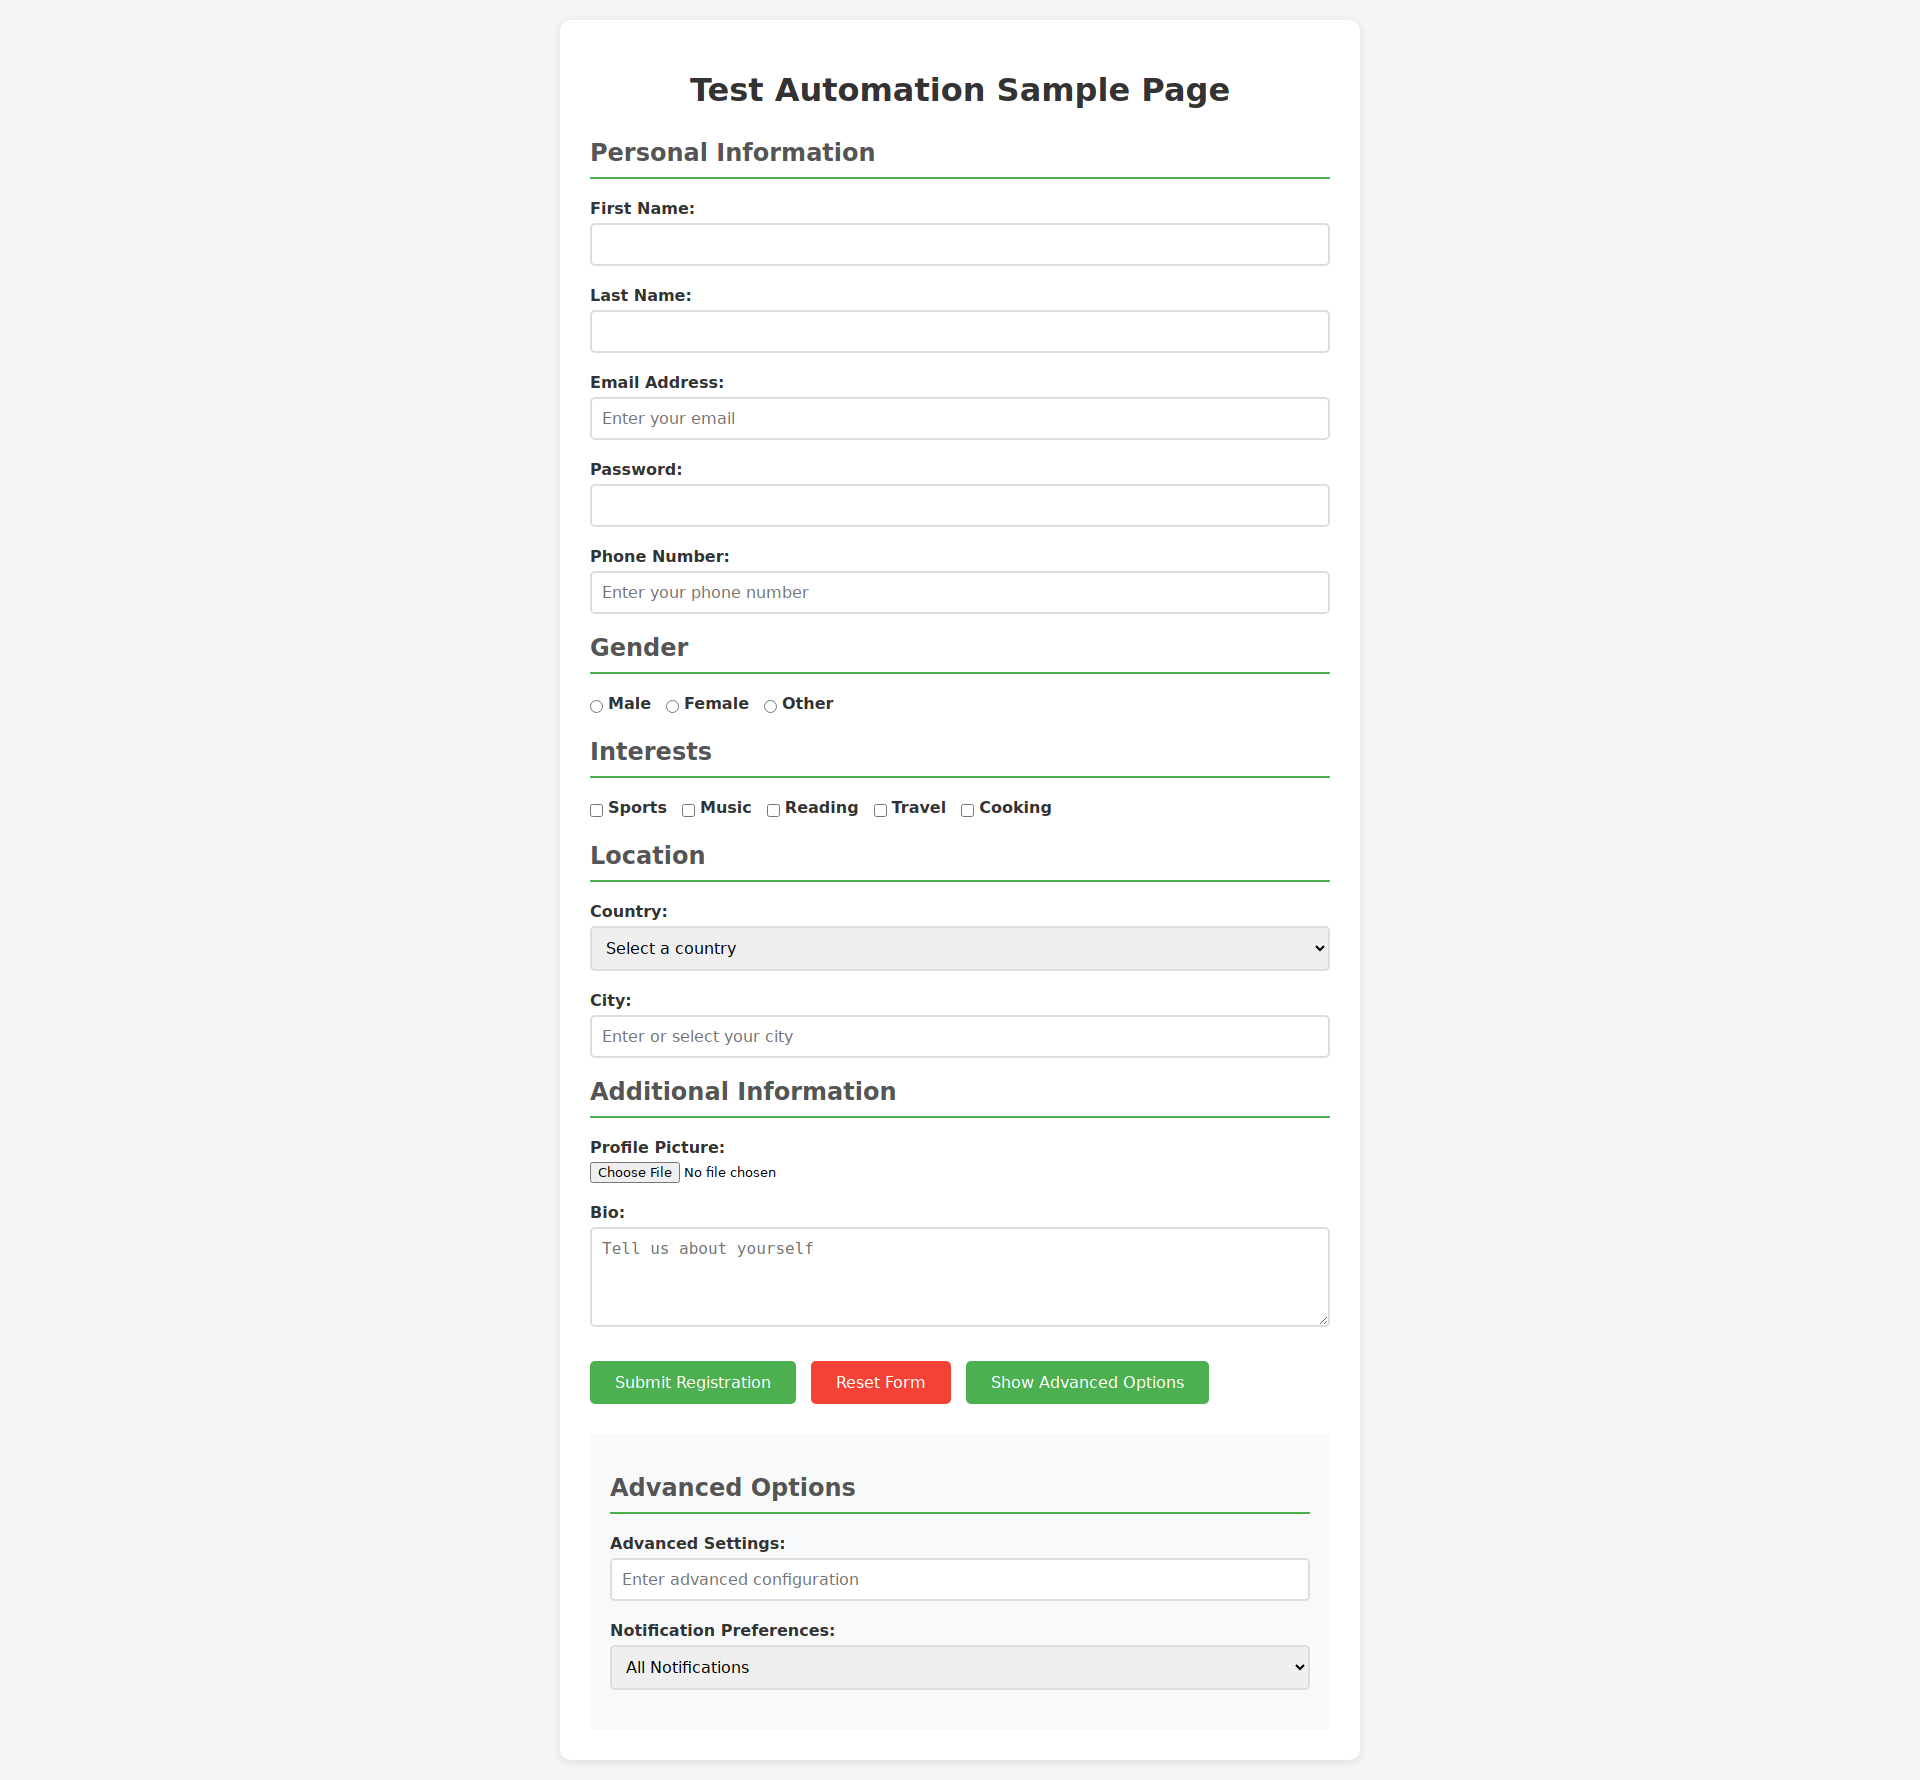 Test Automation Sample Page
Personal Information
First Name:
Last Name:
Email Address:
Enter your email
Password:
Phone Number:
Enter your phone number
Gender
Male Female Other
Interests
Sports Music Reading Travel Cooking
Location
Country:
Select a country
City:
Enter or select your city
Additional Information
Profile Picture:
Choose File No file chosen
Bio:
Tell us about yourself
Submit Registration Reset Form Show Advanced Options
Advanced Options
Advanced Settings:
Enter advanced configuration
Notification Preferences:
All Notifications